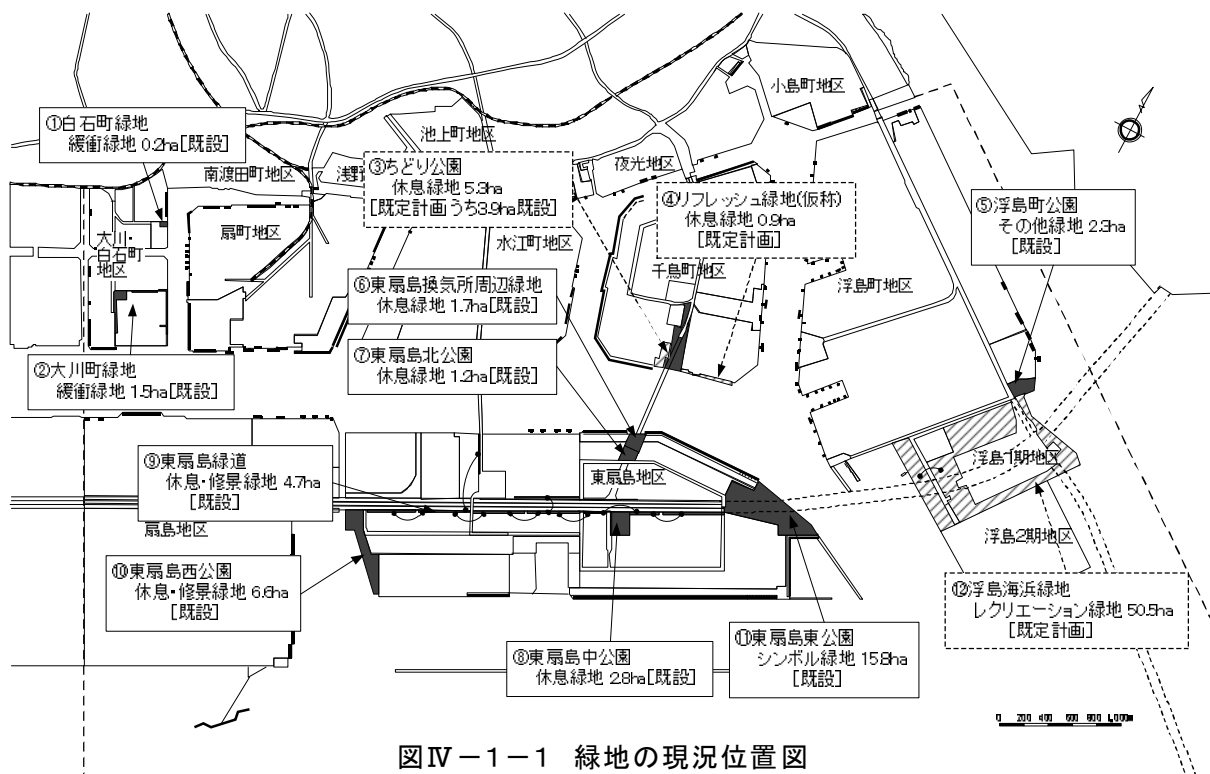 小島町地区
①白石町緑地
緩衝緑地 0.2ha[既設]
池上町地区
南渡田町地区
浅野
夜光地区
③ちどり公園
休息緑地 5.3ha
[既定計画うち3.9ha既設]
④リフレッシュ緑地(仮称)
休息緑地 0.9ha
[既定計画]
⑤浮島町公園
その他緑地 2.3ha
[既設]
大川・
白石町
地区
扇町地区
水江町地区
千鳥町地区
浮島町地区
⑥東扇島換気所周辺緑地
休息緑地 1.7ha[既設]
⑦東扇島北公園
休息緑地 1.2ha[既設]
②大川町緑地
緩衝緑地 1.5ha[既設]
⑨東扇島緑道
休息・修景緑地 4.7ha
[既設]
東扇島地区
浮島1期地区
扇島地区
浮島2期地区
⑩東扇島西公園
休息・修景緑地 6.6ha
[既設]
⑫浮島海浜緑地
レクリエーション緑地 50.5ha
[既定計画]
⑧東扇島中公園
休息緑地 2.8ha[既設]
⑪東扇島東公園
シンボル緑地 15.8ha
[既設]
0 200 400 600 800 1,000m
図Ⅳ－1－1 緑地の現況位置図